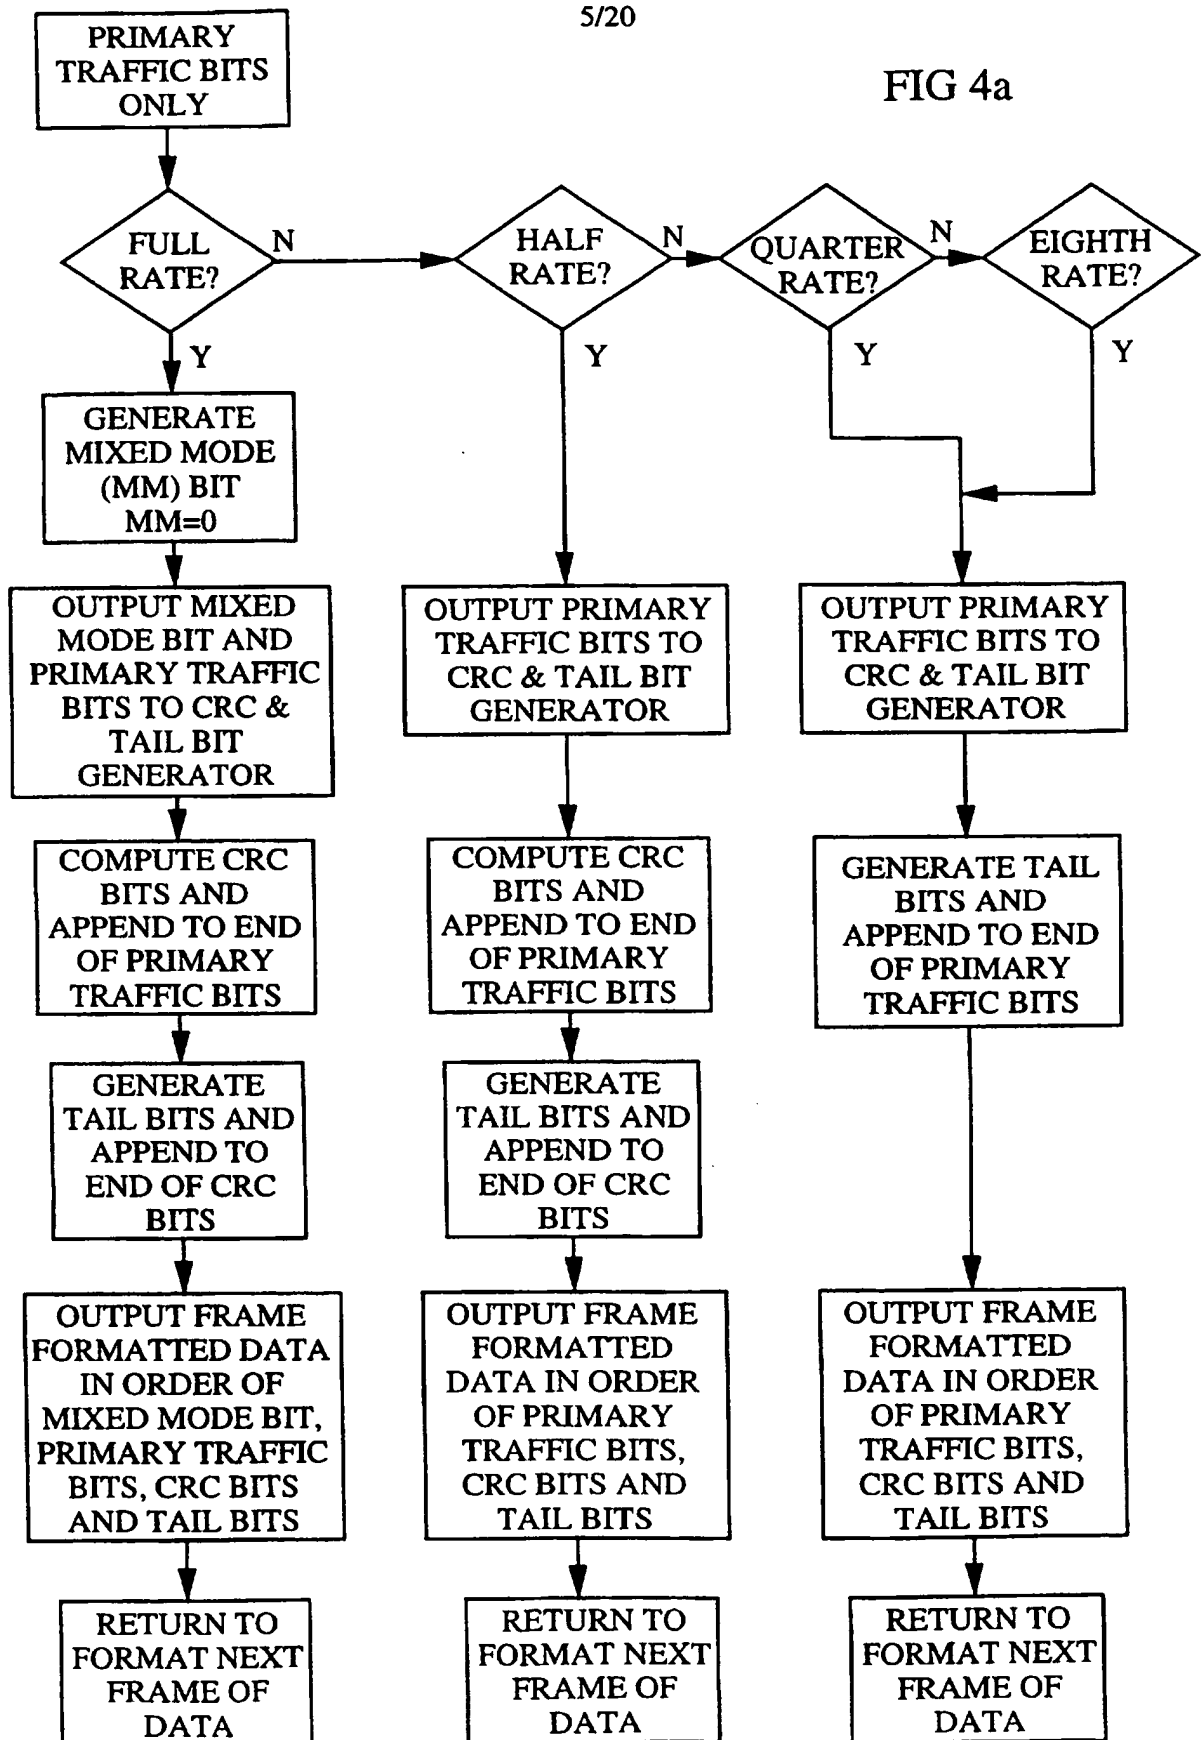 5/20
FIG 4a
PRIMARY
TRAFFIC BITS
ONLY
FULL
RATE?
N
Y
HALF
RATE?
N
Y
QUARTER
RATE?
N
Y
EIGHTH
RATE?
Y
GENERATE
MIXED MODE
(MM) BIT
MM=0
OUTPUT MIXED
MODE BIT AND
PRIMARY TRAFFIC
BITS TO CRC &
TAIL BIT
GENERATOR
COMPUTE CRC
BITS AND
APPEND TO END
OF PRIMARY
TRAFFIC BITS
GENERATE
TAIL BITS AND
APPEND TO
END OF CRC
BITS
OUTPUT FRAME
FORMATTED DATA
IN ORDER OF
MIXED MODE BIT,
PRIMARY TRAFFIC
BITS, CRC BITS
AND TAIL BITS
RETURN TO
FORMAT NEXT
FRAME OF
DATA
OUTPUT PRIMARY
TRAFFIC BITS TO
CRC & TAIL BIT
GENERATOR
COMPUTE CRC
BITS AND
APPEND TO END
OF PRIMARY
TRAFFIC BITS
GENERATE
TAIL BITS AND
APPEND TO
END OF CRC
BITS
OUTPUT FRAME
FORMATTED
DATA IN ORDER
OF PRIMARY
TRAFFIC BITS,
CRC BITS AND
TAIL BITS
RETURN TO
FORMAT NEXT
FRAME OF
DATA
OUTPUT PRIMARY
TRAFFIC BITS TO
CRC & TAIL BIT
GENERATOR
GENERATE TAIL
BITS AND
APPEND TO END
OF PRIMARY
TRAFFIC BITS
OUTPUT FRAME
FORMATTED
DATA IN ORDER
OF PRIMARY
TRAFFIC BITS,
CRC BITS AND
TAIL BITS
RETURN TO
FORMAT NEXT
FRAME OF
DATA